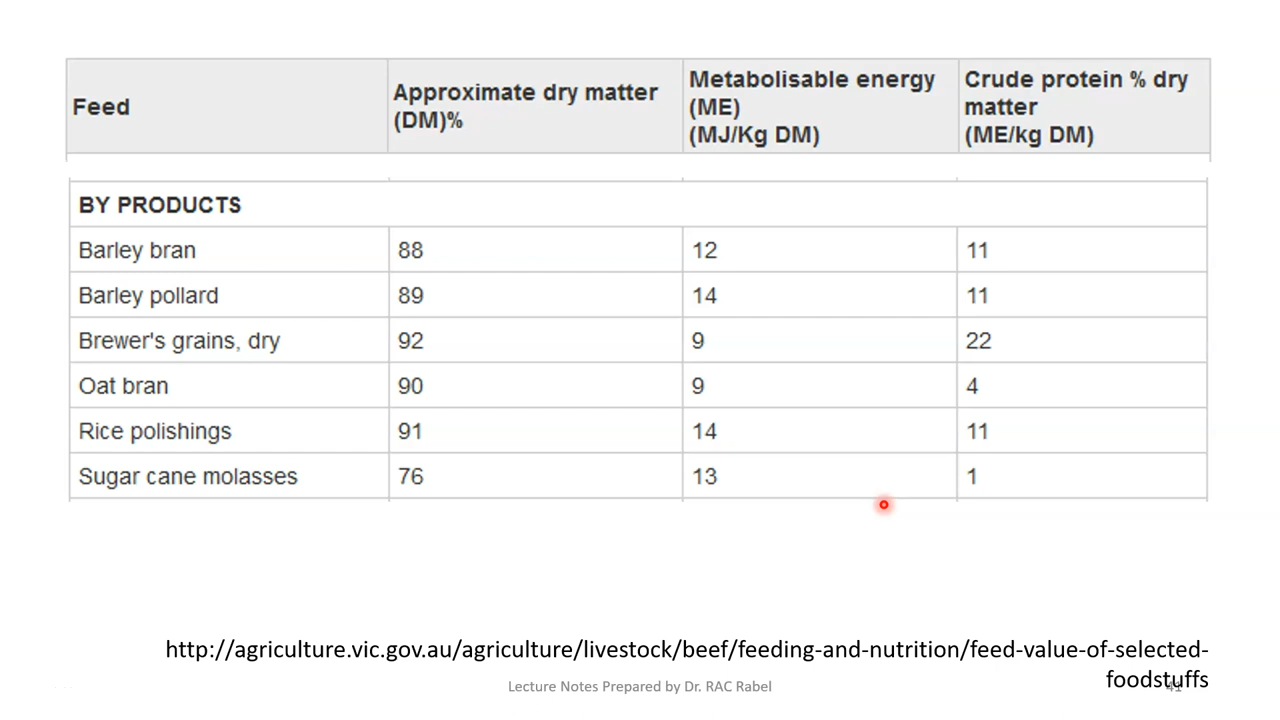 Feed Approximate dry matter (DM)% Metabolisable energy (ME) (MJ/Kg DM) Crude protein % dry matter (ME/kg DM)
BY PRODUCTS
Barley bran 88 12 11
Barley pollard 89 14 11
Brewer's grains, dry 92 9 22
Oat bran 90 9 4
Rice polishings 91 14 11
Sugar cane molasses 76 13 1
http://agriculture.vic.gov.au/agriculture/livestock/beef/feeding-and-nutrition/feed-value-of-selected-
foodstuffs
Lecture Notes Prepared by Dr. RAC Rabel 41